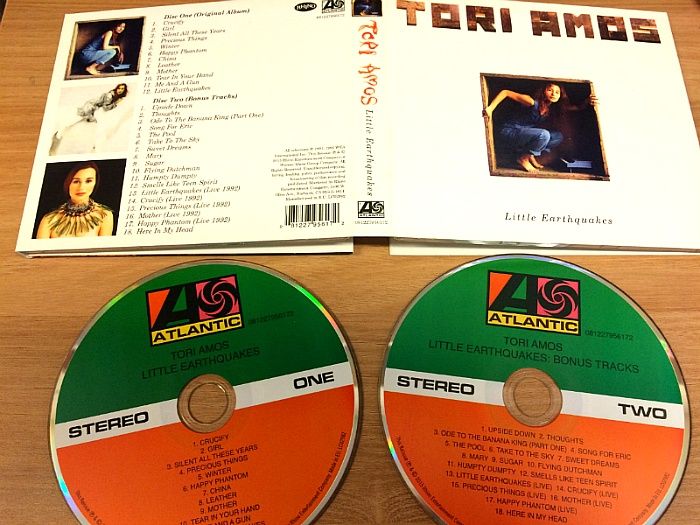 Disc One (Original Album)
1. Crucify
2. Girl
3. Silent All These Years
4. Precious Things
5. Winter
6. Happy Phantom
7. China
8. Leather
9. Mother
10. Tear In Your Hand
11. Me And A Gun
12. Little Earthquakes
Disc Two (Bonus Tracks)
1. Upside Down
2. Thoughts
3. Ode To The Banana King (Part One)
4. Song For Eric
5. The Pool
6. Take To The Sky
7. Sweet Dreams
8. Mary
9. Sugar
10. Flying Dutchman
11. Humpty Dumpty
12. Smells Like Teen Spirit
13. Little Earthquakes (Live 1992)
14. Crucify (Live 1992)
15. Precious Things (Live 1992)
16. Mother (Live 1992)
17. Happy Phantom (Live 1992)
18. Here In My Head
RHINO
ATLANTIC
081227956172
TORI AMOS Little Earthquakes
ATLANTIC
081227956172
TORI AMOS
Little Earthquakes
ATLANTIC
081227956172
TORI AMOS
LITTLE EARTHQUAKES
STEREO ONE
1. CRUCIFY
2. GIRL
3. SILENT ALL THESE YEARS
4. PRECIOUS THINGS
5. WINTER
6. HAPPY PHANTOM
7. CHINA
8. LEATHER
9. MOTHER
10. TEAR IN YOUR HAND
AND A GUN
ATLANTIC
081227956172
TORI AMOS
LITTLE EARTHQUAKES: BONUS TRACKS
STEREO TWO
1. UPSIDE DOWN 2. THOUGHTS
3. ODE TO THE BANANA KING (PART ONE) 4. SONG FOR ERIC
5. THE POOL 6. TAKE TO THE SKY 7. SWEET DREAMS
8. MARY 9. SUGAR 10. FLYING DUTCHMAN
11. HUMPTY DUMPTY 12. SMELLS LIKE TEEN SPIRIT
13. LITTLE EARTHQUAKES (LIVE) 14. CRUCIFY (LIVE)
15. PRECIOUS THINGS (LIVE) 16. MOTHER (LIVE)
17. HAPPY PHANTOM (LIVE)
18. HERE IN MY HEAD